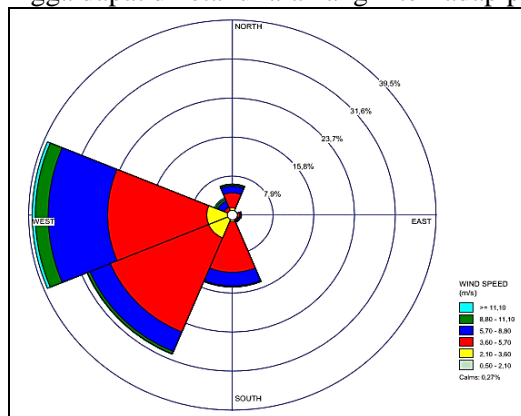 NORTH
39,5%
31,6%
23,7%
15,8%
7,9%
WEST
EAST
SOUTH
WIND SPEED
(m/s)
>= 11,10
8,80 - 11,10
5,70 - 8,80
3,60 - 5,70
2,10 - 3,60
0,50 - 2,10
Calms: 0,27%